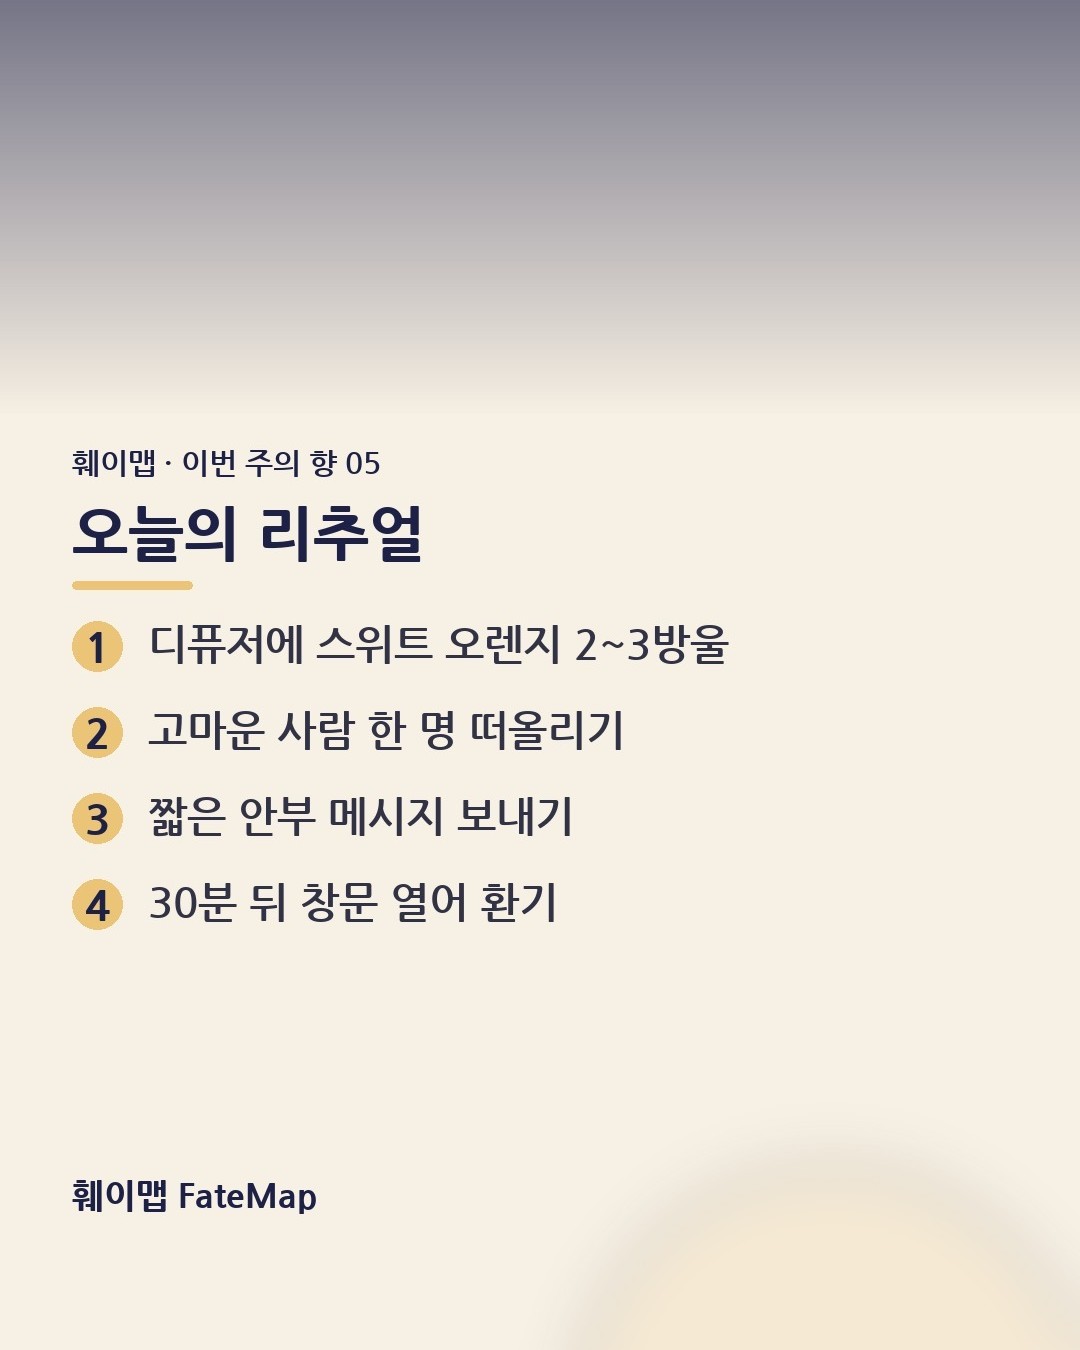 훼이맵 · 이번 주의 향 05
오늘의 리추얼
1 디퓨저에 스위트 오렌지 2~3방울
2 고마운 사람 한 명 떠올리기
3 짧은 안부 메시지 보내기
4 30분 뒤 창문 열어 환기
훼이맵 FateMap